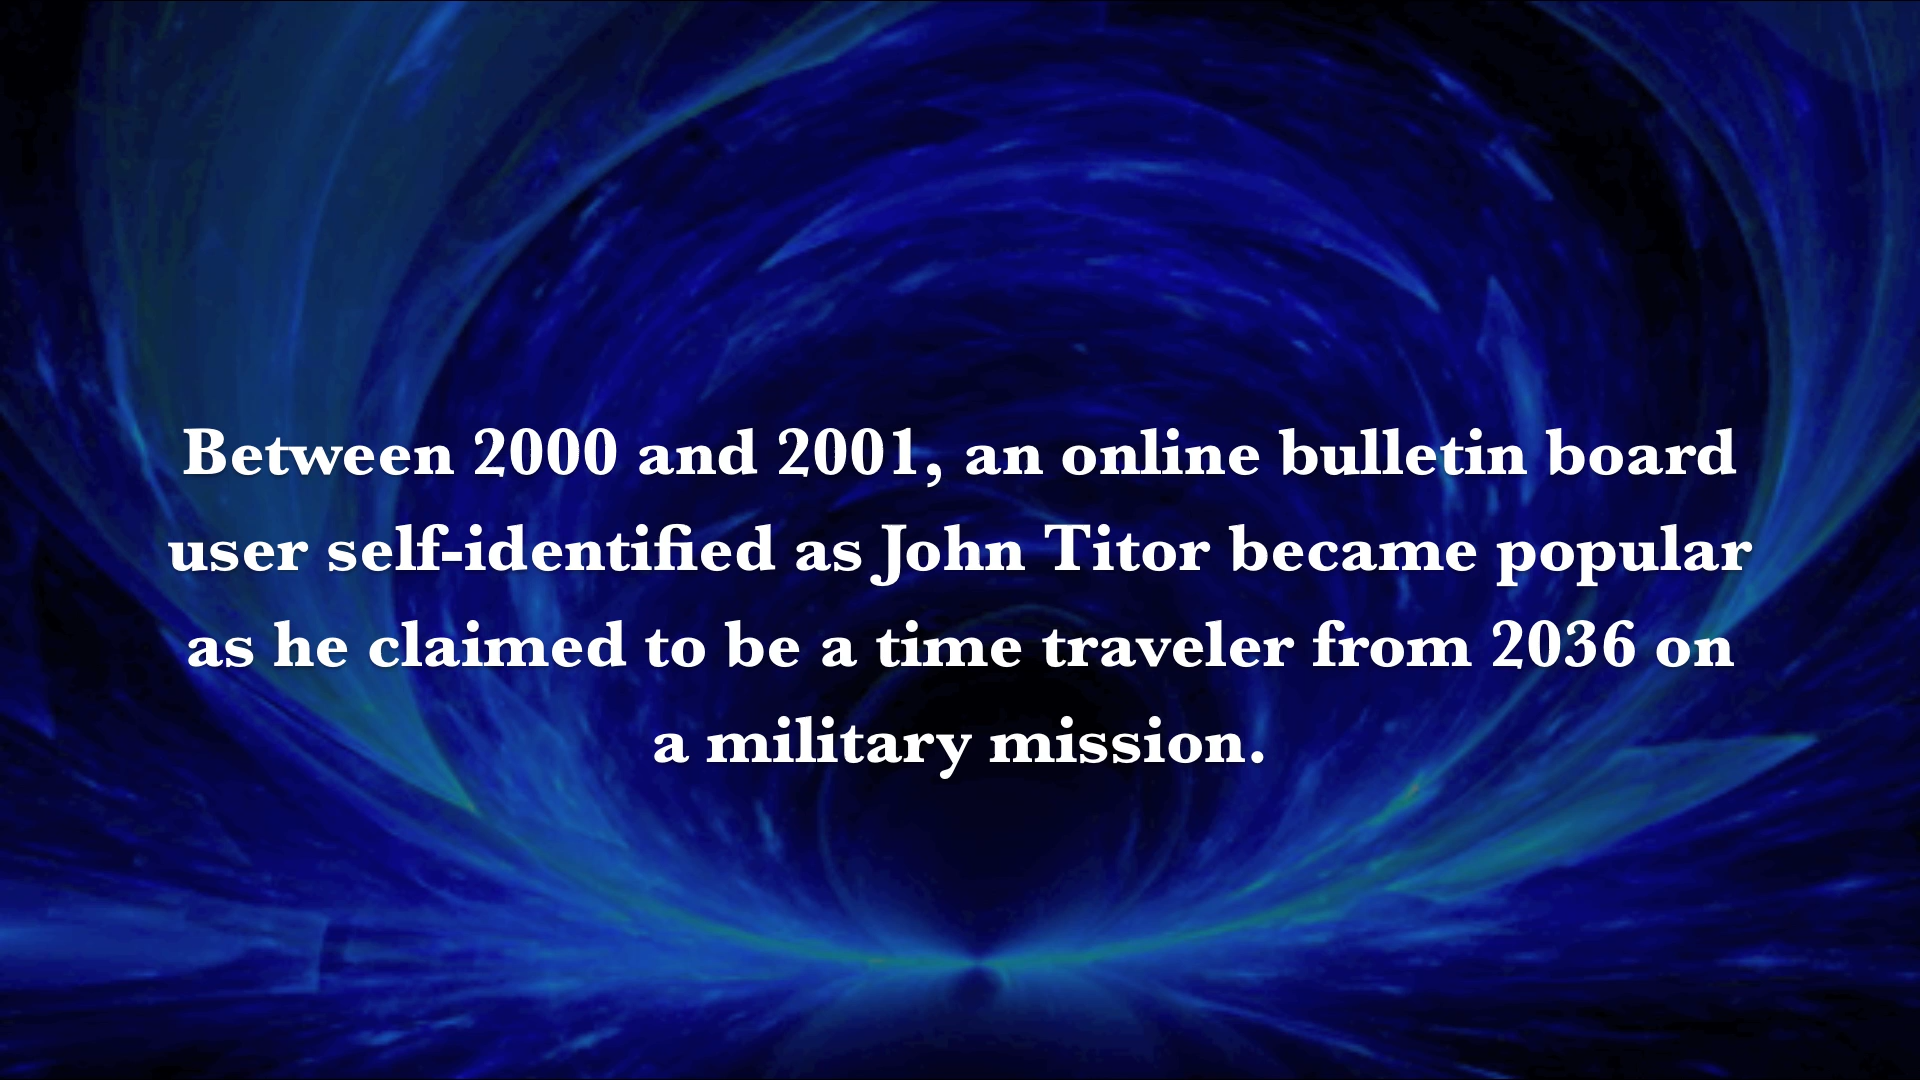 Between 2000 and 2001, an online bulletin board
user self-identified as John Titor became popular
as he claimed to be a time traveler from 2036 on
a military mission.